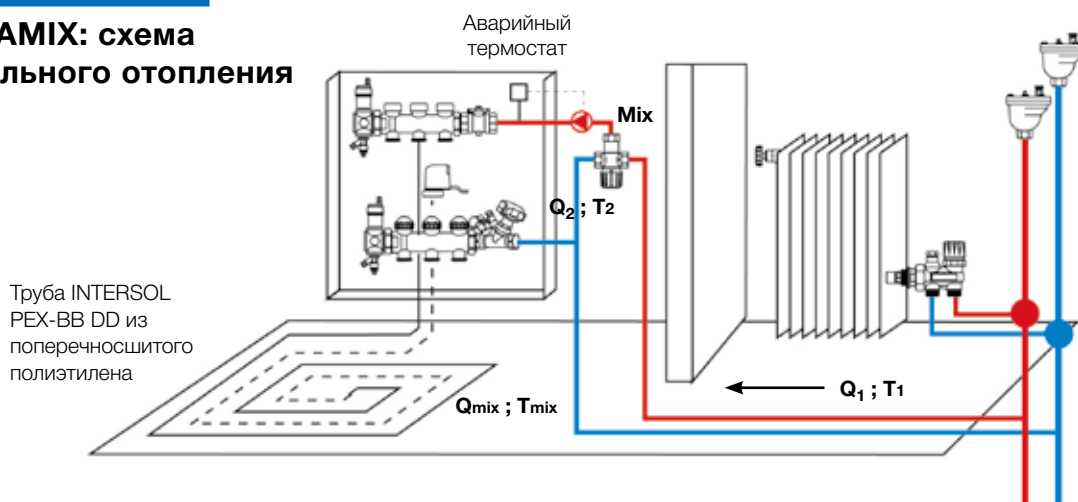 АMIX: схема
льного отопления
Аварийный
термостат
Mix
Q₂ ; T₂
Труба INTERSOL
PEX-BB DD из
поперечносшитого
полиэтилена
Qmix ; Tmix
Q₁ ; T₁